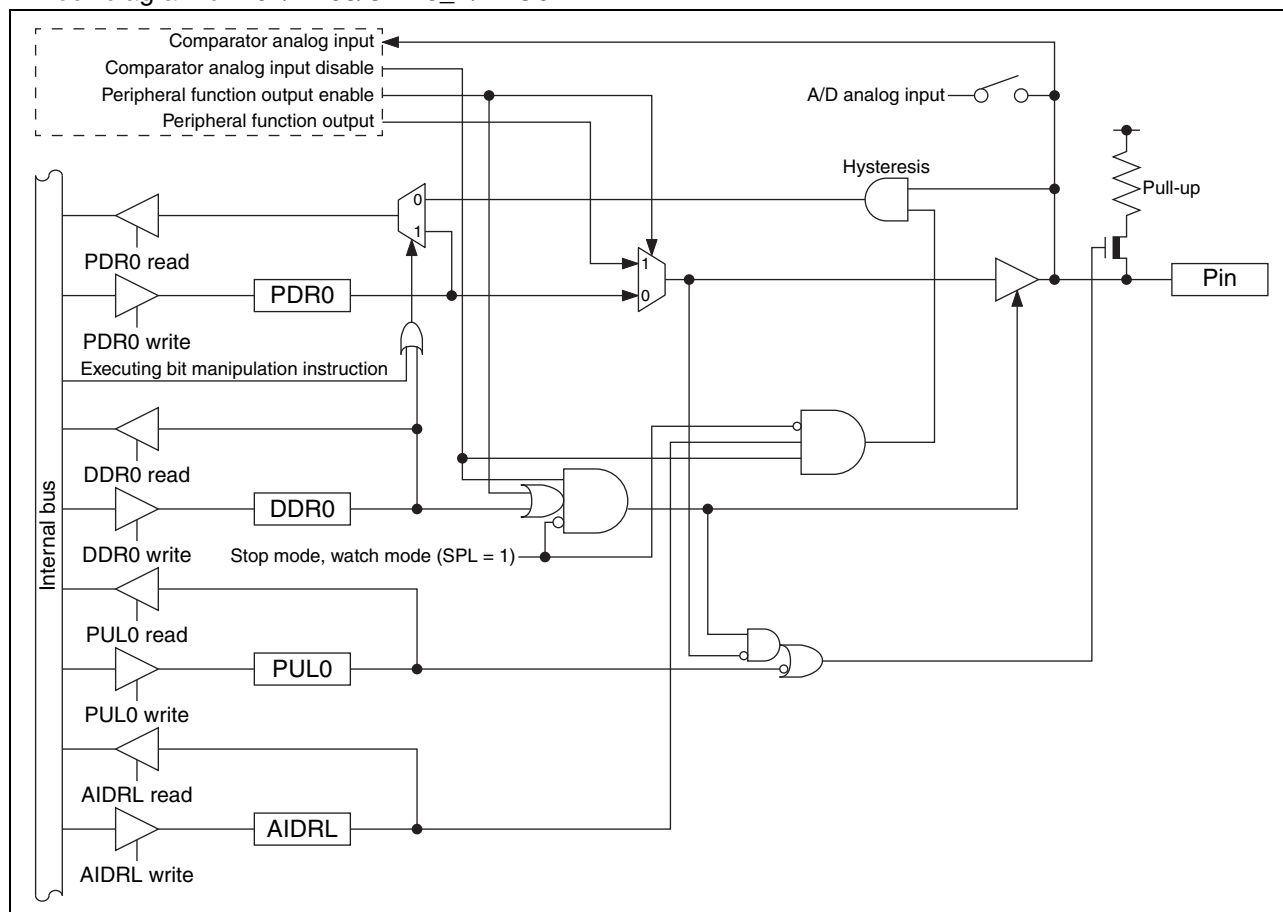 Comparator analog input
Comparator analog input disable
Peripheral function output enable
Peripheral function output
A/D analog input
Hysteresis
Pull-up
0
1
PDR0 read
1
0
PDR0
Pin
PDR0 write
Executing bit manipulation instruction
DDR0 read
DDR0
DDR0 write
Stop mode, watch mode (SPL = 1)
Internal bus
PUL0 read
PUL0
PUL0 write
AIDRL read
AIDRL
AIDRL write